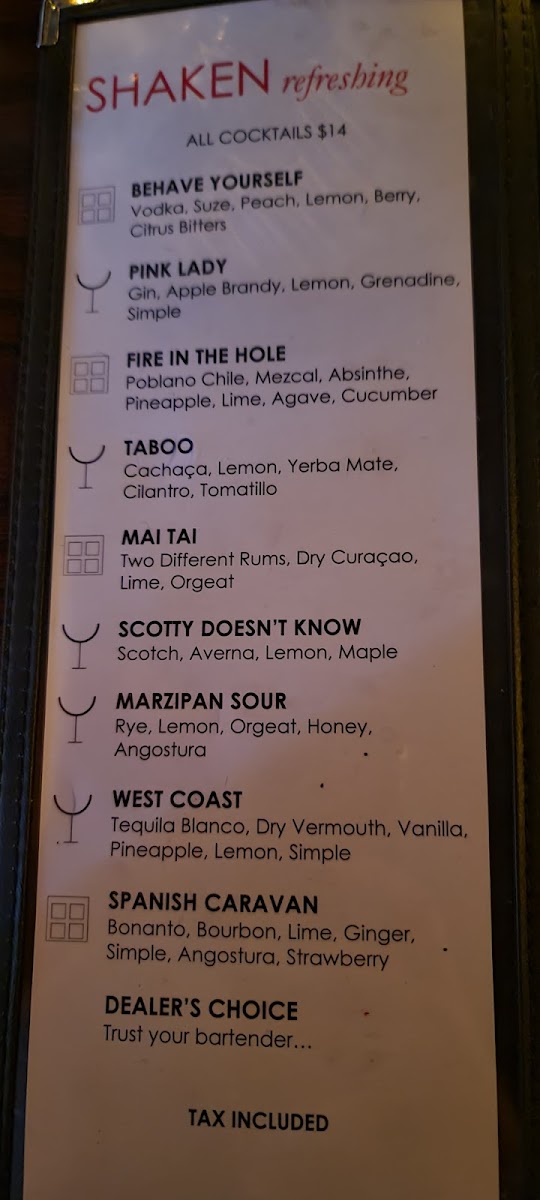 SHAKEN refreshing
ALL COCKTAILS $14
BEHAVE YOURSELF
Vodka, Suze, Peach, Lemon, Berry,
Citrus Bitters
PINK LADY
Gin, Apple Brandy, Lemon, Grenadine,
Simple
FIRE IN THE HOLE
Poblano Chile, Mezcal, Absinthe,
Pineapple, Lime, Agave, Cucumber
TABOO
Cachaça, Lemon, Yerba Mate,
Cilantro, Tomatillo
MAI TAI
Two Different Rums, Dry Curaçao,
Lime, Orgeat
SCOTTY DOESN'T KNOW
Scotch, Averna, Lemon, Maple
MARZIPAN SOUR
Rye, Lemon, Orgeat, Honey,
Angostura
WEST COAST
Tequila Blanco, Dry Vermouth, Vanilla,
Pineapple, Lemon, Simple
SPANISH CARAVAN
Bonanto, Bourbon, Lime, Ginger,
Simple, Angostura, Strawberry
DEALER'S CHOICE
Trust your bartender...
TAX INCLUDED